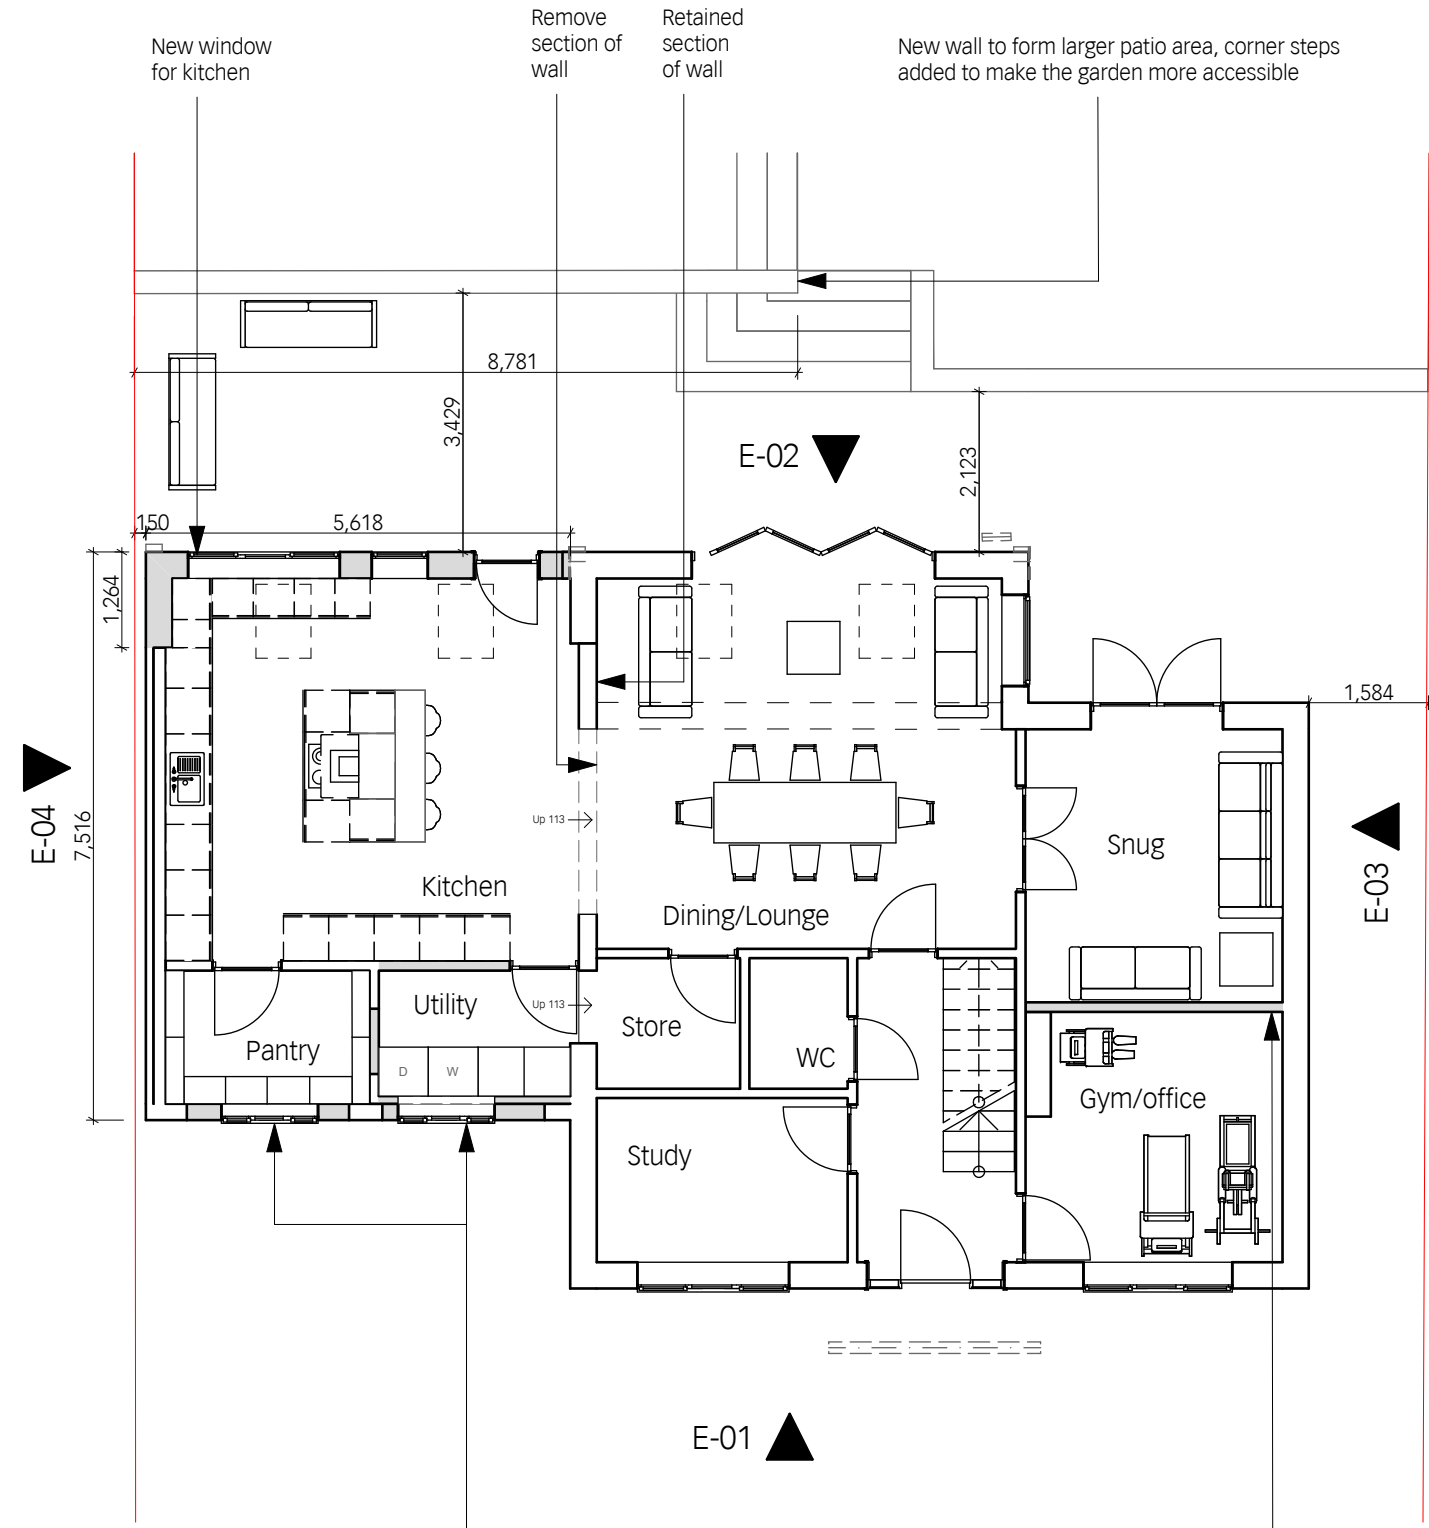 New window
for kitchen
Remove
section of
wall
Retained
section
of wall
New wall to form larger patio area, corner steps
added to make the garden more accessible
8,781
3,429
E-02
2,123
150
5,618
1,264
1,584
E-04
7,516
Up 113
Snug
E-03
Kitchen
Dining/Lounge
Utility
Up 113
Store
Pantry
WC
D
W
Gym/office
Study
E-01